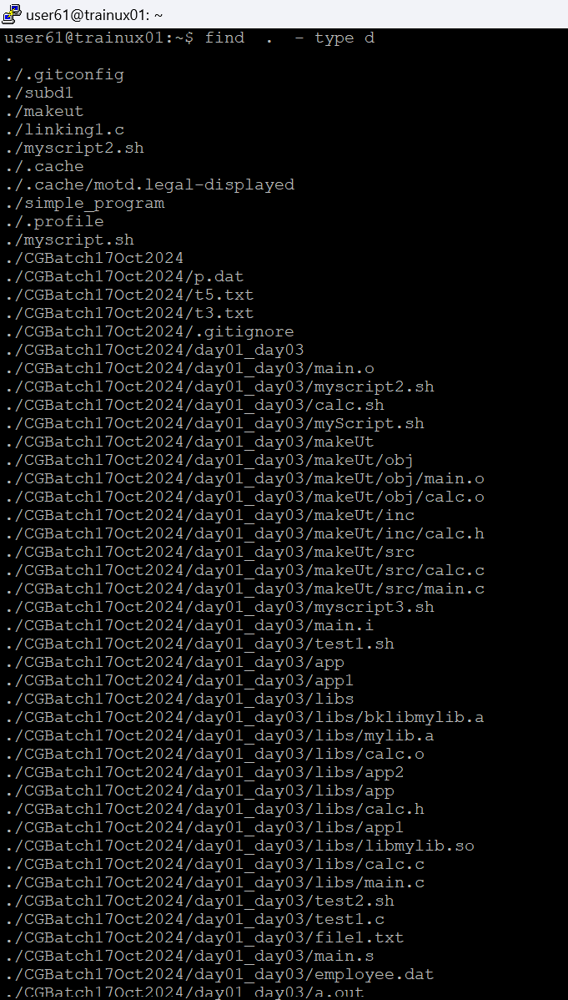 user61@trainux01: ~
user61@trainux01:~$ find  .  - type d
.
./.gitconfig
./subd1
./makeut
./linking1.c
./myscript2.sh
./.cache
./.cache/motd.legal-displayed
./simple_program
./.profile
./myscript.sh
./CGBatch17Oct2024
./CGBatch17Oct2024/p.dat
./CGBatch17Oct2024/t5.txt
./CGBatch17Oct2024/t3.txt
./CGBatch17Oct2024/.gitignore
./CGBatch17Oct2024/day01_day03
./CGBatch17Oct2024/day01_day03/main.o
./CGBatch17Oct2024/day01_day03/myscript2.sh
./CGBatch17Oct2024/day01_day03/calc.sh
./CGBatch17Oct2024/day01_day03/myScript.sh
./CGBatch17Oct2024/day01_day03/makeUt
./CGBatch17Oct2024/day01_day03/makeUt/obj
./CGBatch17Oct2024/day01_day03/makeUt/obj/main.o
./CGBatch17Oct2024/day01_day03/makeUt/obj/calc.o
./CGBatch17Oct2024/day01_day03/makeUt/inc
./CGBatch17Oct2024/day01_day03/makeUt/inc/calc.h
./CGBatch17Oct2024/day01_day03/makeUt/src
./CGBatch17Oct2024/day01_day03/makeUt/src/calc.c
./CGBatch17Oct2024/day01_day03/makeUt/src/main.c
./CGBatch17Oct2024/day01_day03/myscript3.sh
./CGBatch17Oct2024/day01_day03/main.i
./CGBatch17Oct2024/day01_day03/test1.sh
./CGBatch17Oct2024/day01_day03/app
./CGBatch17Oct2024/day01_day03/app1
./CGBatch17Oct2024/day01_day03/libs
./CGBatch17Oct2024/day01_day03/libs/bklibmylib.a
./CGBatch17Oct2024/day01_day03/libs/mylib.a
./CGBatch17Oct2024/day01_day03/libs/calc.o
./CGBatch17Oct2024/day01_day03/libs/app2
./CGBatch17Oct2024/day01_day03/libs/app
./CGBatch17Oct2024/day01_day03/libs/calc.h
./CGBatch17Oct2024/day01_day03/libs/app1
./CGBatch17Oct2024/day01_day03/libs/libmylib.so
./CGBatch17Oct2024/day01_day03/libs/calc.c
./CGBatch17Oct2024/day01_day03/libs/main.c
./CGBatch17Oct2024/day01_day03/test2.sh
./CGBatch17Oct2024/day01_day03/test1.c
./CGBatch17Oct2024/day01_day03/file1.txt
./CGBatch17Oct2024/day01_day03/main.s
./CGBatch17Oct2024/day01_day03/employee.dat
./CGBatch17Oct2024/day01_day03/a.out